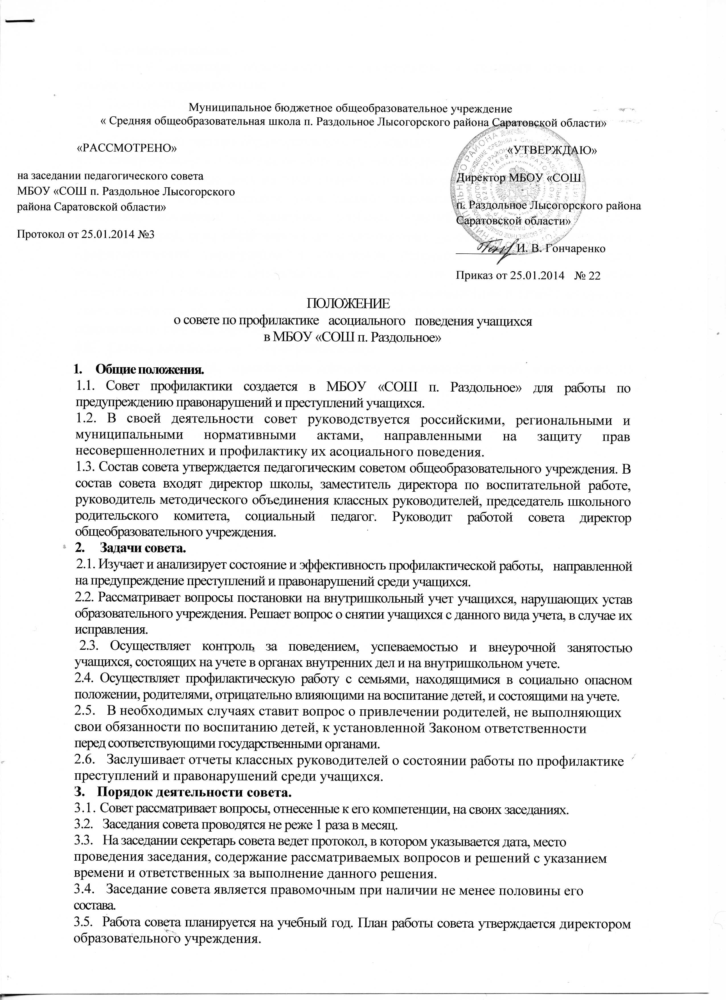 Муниципальное бюджетное общеобразовательное учреждение
« Средняя общеобразовательная школа п. Раздольное Лысогорского района Саратовской области»
«РАССМОТРЕНО»
на заседании педагогического совета
МБОУ «СОШ п. Раздольное Лысогорского
района Саратовской области»
Протокол от 25.01.2014 №3
«УТВЕРЖДАЮ»
Директор МБОУ «СОШ
п. Раздольное Лысогорского района
Саратовской области»
И. В. Гончаренко
Приказ от 25.01.2014 № 22
ПОЛОЖЕНИЕ
о совете по профилактике асоциального поведения учащихся
в МБОУ «СОШ п. Раздольное»
1. Общие положения.
1.1. Совет профилактики создается в МБОУ «СОШ п. Раздольное» для работы по
предупреждению правонарушений и преступлений учащихся.
1.2. В своей деятельности совет руководствуется российскими, региональными и
муниципальными нормативными актами, направленными на защиту прав
несовершеннолетних и профилактику их асоциального поведения.
1.3. Состав совета утверждается педагогическим советом общеобразовательного учреждения. В
состав совета входят директор школы, заместитель директора по воспитательной работе,
руководитель методического объединения классных руководителей, председатель школьного
родительского комитета, социальный педагог. Руководит работой совета директор
общеобразовательного учреждения.
2. Задачи совета.
2.1. Изучает и анализирует состояние и эффективность профилактической работы, направленной
на предупреждение преступлений и правонарушений среди учащихся.
2.2. Рассматривает вопросы постановки на внутришкольный учет учащихся, нарушающих устав
образовательного учреждения. Решает вопрос о снятии учащихся с данного вида учета, в случае их
исправления.
2.3. Осуществляет контроль за поведением, успеваемостью и внеурочной занятостью
учащихся, состоящих на учете в органах внутренних дел и на внутришкольном учете.
2.4. Осуществляет профилактическую работу с семьями, находящимися в социально опасном
положении, родителями, отрицательно влияющими на воспитание детей, и состоящими на учете.
2.5. В необходимых случаях ставит вопрос о привлечении родителей, не выполняющих
свои обязанности по воспитанию детей, к установленной Законом ответственности
перед соответствующими государственными органами.
2.6. Заслушивает отчеты классных руководителей о состоянии работы по профилактике
преступлений и правонарушений среди учащихся.
3. Порядок деятельности совета.
3.1. Совет рассматривает вопросы, отнесенные к его компетенции, на своих заседаниях.
3.2. Заседания совета проводятся не реже 1 раза в месяц.
3.3. На заседании секретарь совета ведет протокол, в котором указывается дата, место
проведения заседания, содержание рассматриваемых вопросов и решений с указанием
времени и ответственных за выполнение данного решения.
3.4. Заседание совета является правомочным при наличии не менее половины его
состава.
3.5. Работа совета планируется на учебный год. План работы совета утверждается директором
образовательного учреждения.